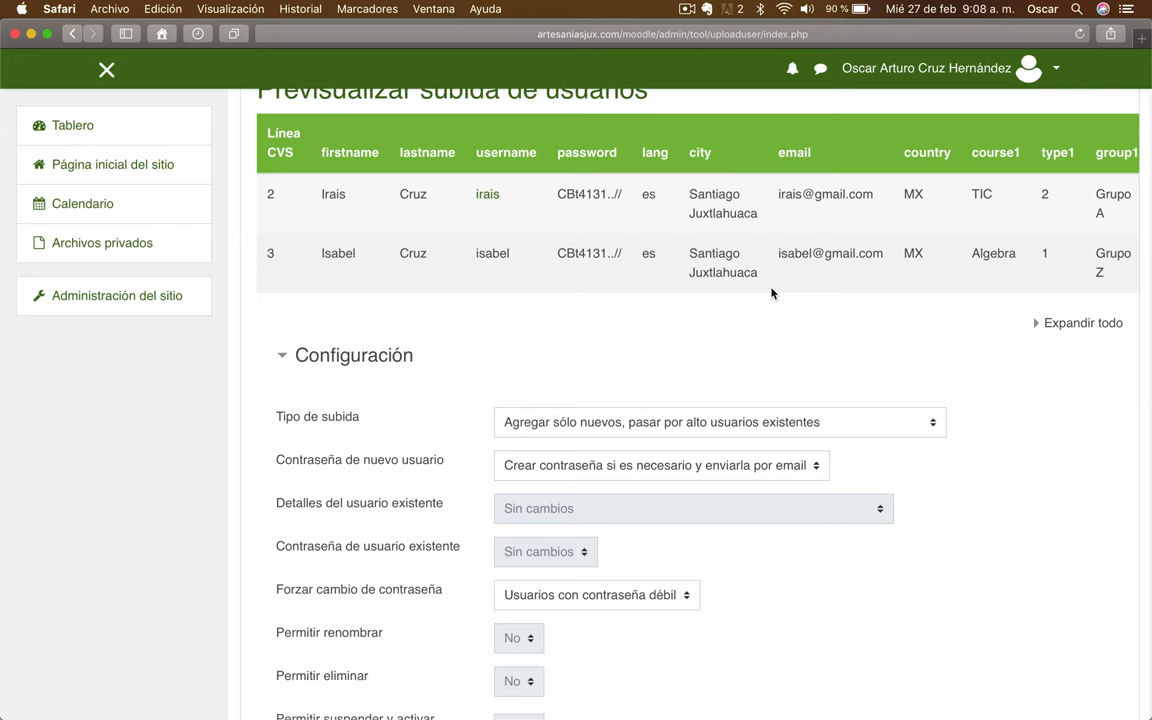 Safari Archivo Edición Visualización Historial Marcadores Ventana Ayuda 2 90 % Mié 27 de feb 9:08 a. m. Oscar
artesaniasjux.com/moodle/admin/tool/uploaduser/index.php
Oscar Arturo Cruz Hernández
Tablero
Página inicial del sitio
Calendario
Archivos privados
Administración del sitio
Previsualizar subida de usuarios
Línea
CVS firstname lastname username password lang city email country course1 type1 group1
2 Irais Cruz irais CBt4131..// es Santiago irais@gmail.com MX TIC 2 Grupo
Juxtlahuaca A
3 Isabel Cruz isabel CBt4131..// es Santiago isabel@gmail.com MX Algebra 1 Grupo
Juxtlahuaca Z
Expandir todo
Configuración
Tipo de subida Agregar sólo nuevos, pasar por alto usuarios existentes
Contraseña de nuevo usuario Crear contraseña si es necesario y enviarla por email
Detalles del usuario existente Sin cambios
Contraseña de usuario existente Sin cambios
Forzar cambio de contraseña Usuarios con contraseña débil
Permitir renombrar No
Permitir eliminar No
Permitir suspender y activar